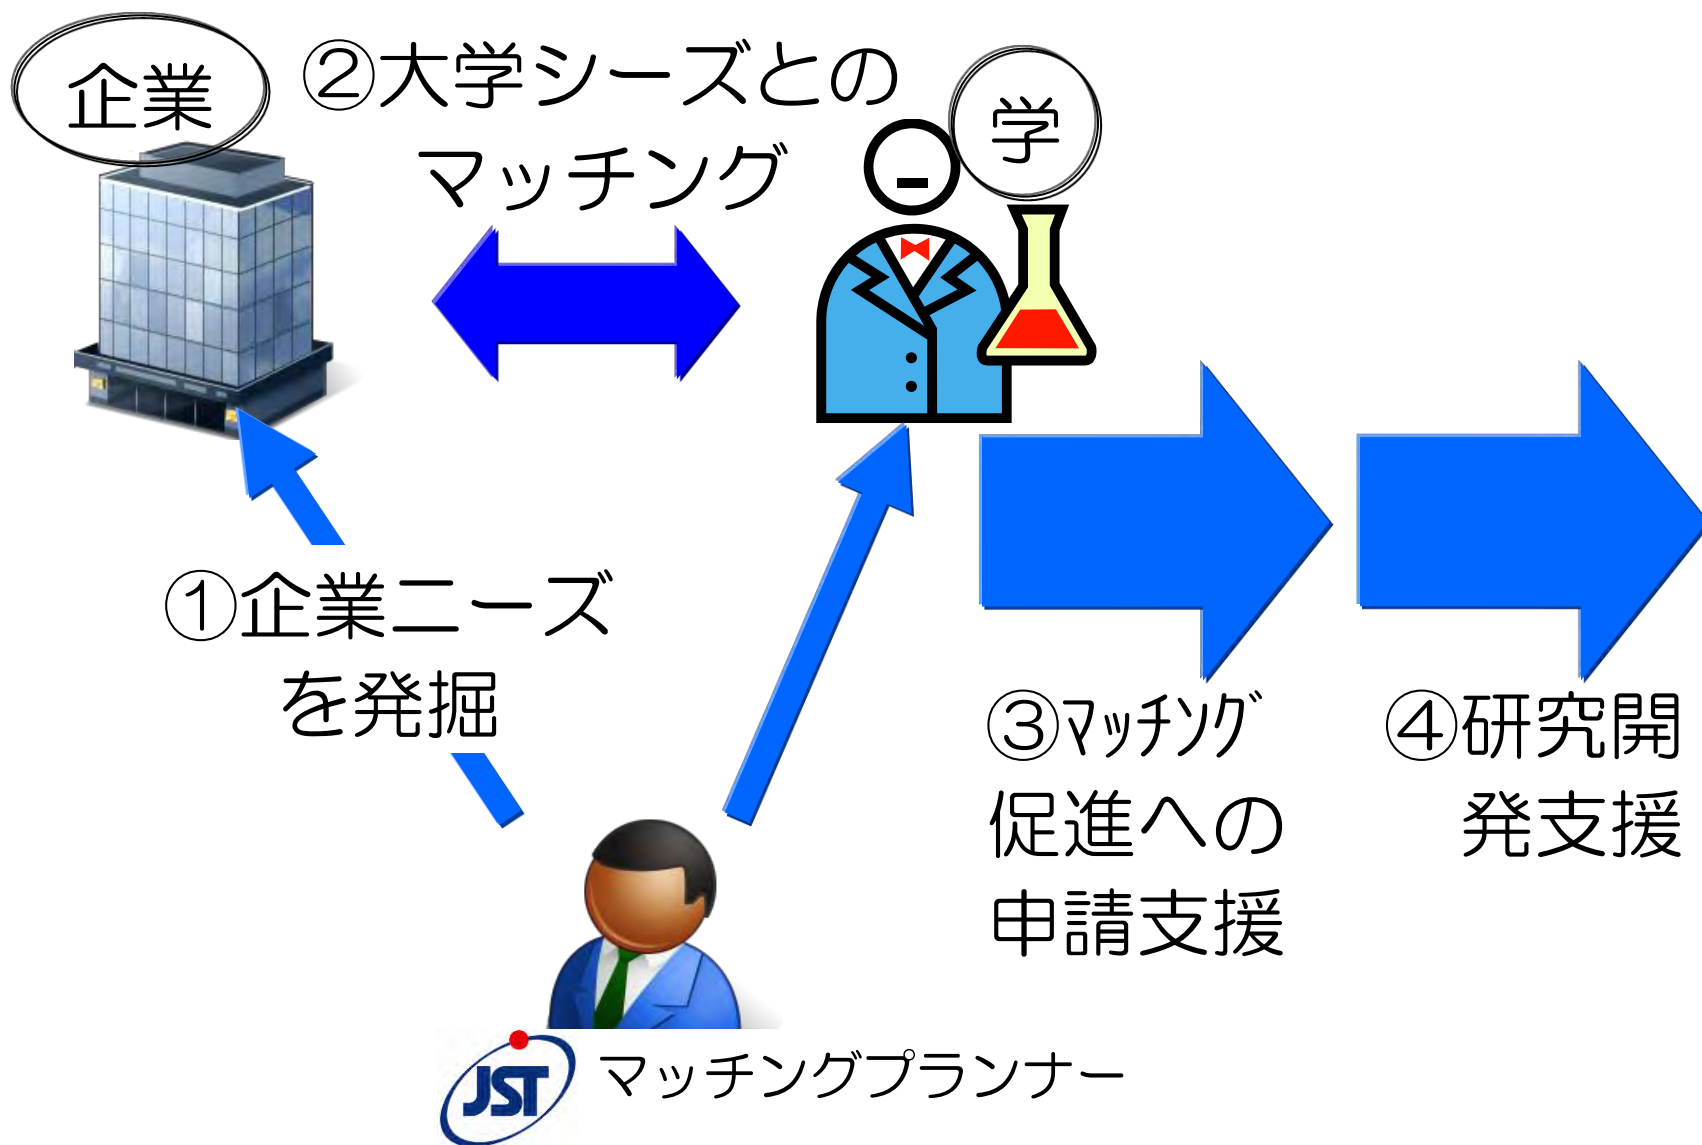 企業
②大学シーズとの
マッチング
学
①企業ニーズ
を発掘
③ﾏｯﾁﾝｸﾞ
促進への
申請支援
④研究開
発支援
JST
マッチングプランナー